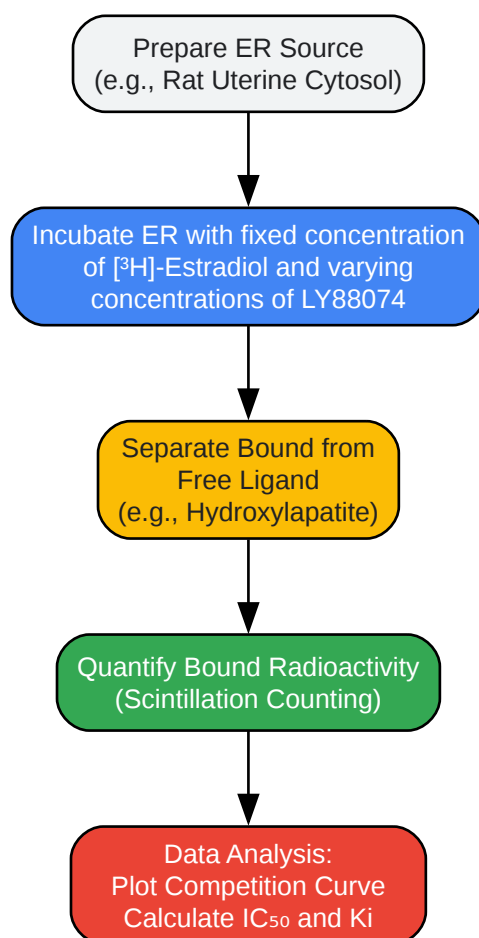 Prepare ER Source
(e.g., Rat Uterine Cytosol)
Incubate ER with fixed concentration
of [³H]-Estradiol and varying
concentrations of LY88074
Separate Bound from
Free Ligand
(e.g., Hydroxylapatite)
Quantify Bound Radioactivity
(Scintillation Counting)
Data Analysis:
Plot Competition Curve
Calculate IC₅₀ and Ki